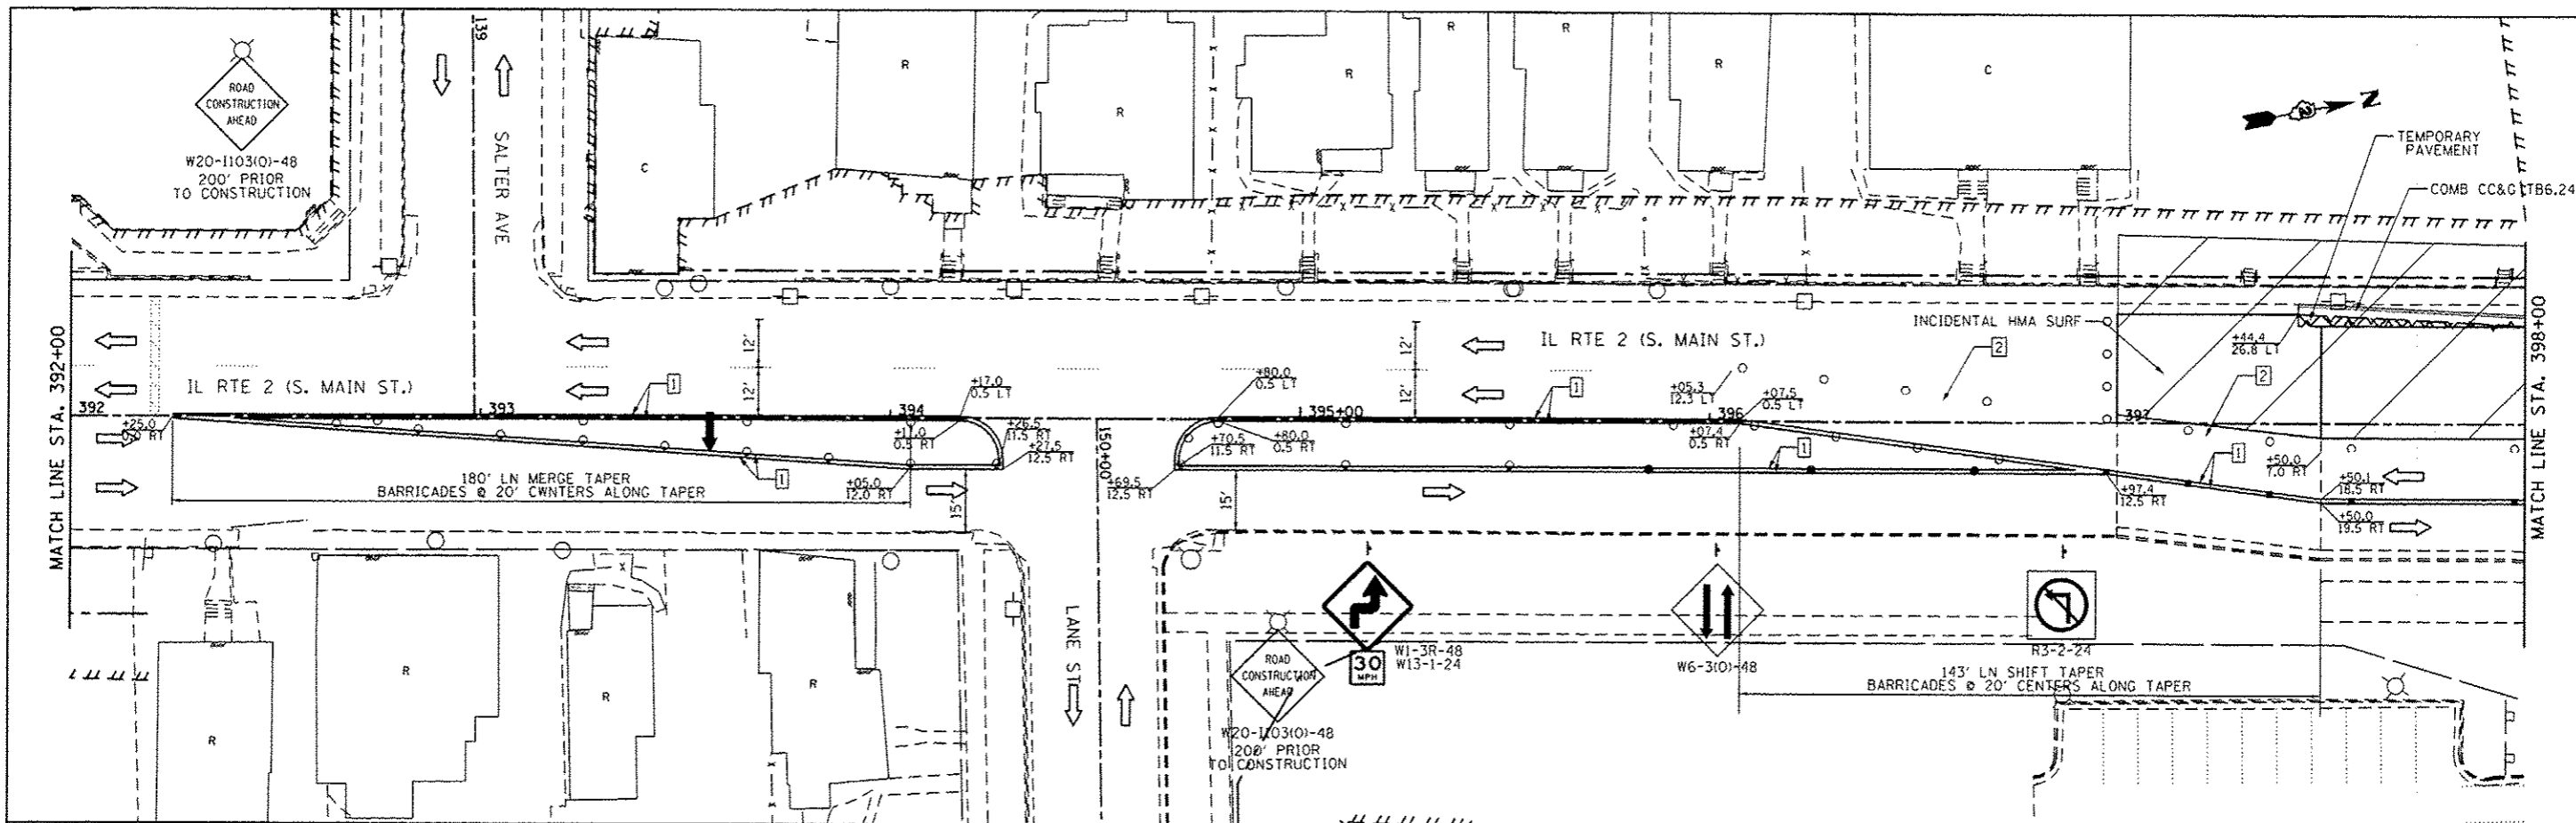 139
ROAD
CONSTRUCTION
AHEAD
W20-1103(0)-48
200' PRIOR
TO CONSTRUCTION
SALTER AVE
C
R
R
R
R
R
R
C
N
TEMPORARY
PAVEMENT
COMB CC&G TB6.24
MATCH LINE STA. 392+00
IL RTE 2 (S. MAIN ST.)
12'
12'
12'
12'
IL RTE 2 (S. MAIN ST.)
INCIDENTAL HMA SURF
2
2
+44.4
26.8 LT
MATCH LINE STA. 398+00
392
393
394
395+00
396
397
1
1
1
1
1
+25.0
0.0 RT
+17.0
0.5 LT
+17.0
0.5 RT
+26.5
11.5 RT
+27.5
12.5 RT
+05.0
12.0 RT
180' LN MERGE TAPER
BARRICADES @ 20' CWNTERS ALONG TAPER
15'
150+00
+80.0
0.5 LT
+80.0
0.5 RT
+70.5
11.5 RT
+69.5
12.5 RT
15'
+05.3
12.3 LT
+07.5
0.5 LT
+07.4
0.5 RT
+97.4
12.5 RT
+50.0
7.0 RT
+50.1
18.5 RT
+50.0
19.5 RT
LANE ST
R
R
R
R
ROAD
CONSTRUCTION
AHEAD
W20-1103(0)-48
200' PRIOR
TO CONSTRUCTION
30
MPH
W1-3R-48
W13-1-24
W6-3(0)-48
R3-2-24
143' LN SHIFT TAPER
BARRICADES @ 20' CENTERS ALONG TAPER